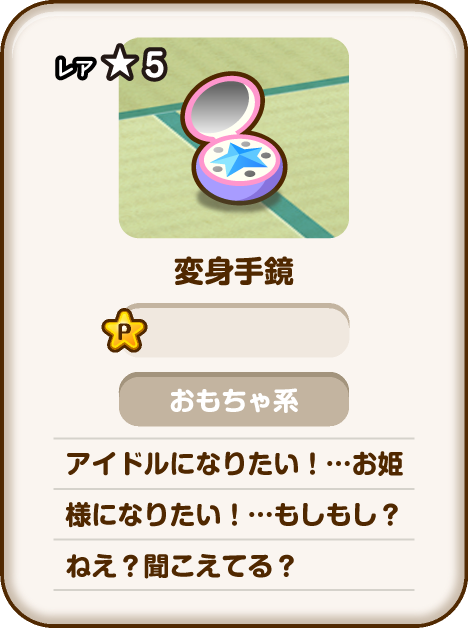 レア★5
変身手鏡
P
おもちゃ系
アイドルになりたい！…お姫
様になりたい！…もしもし？
ねえ？聞こえてる？